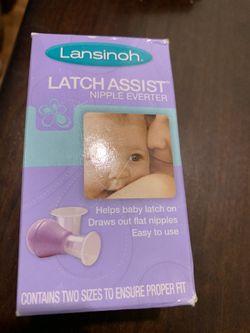 Lansinoh®
LATCH ASSIST™
NIPPLE EVERTER
Helps baby latch on
Draws out flat nipples
Easy to use
CONTAINS TWO SIZES TO ENSURE PROPER FIT